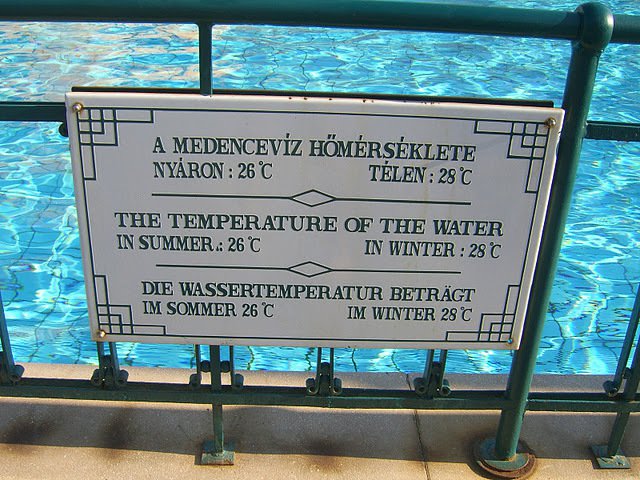 A MEDENCEVÍZ HŐMÉRSÉKLETE
NYÁRON : 26 °C TÉLEN : 28 °C
THE TEMPERATURE OF THE WATER
IN SUMMER.: 26 °C IN WINTER : 28 °C
DIE WASSERTEMPERATUR BETRÄGT
IM SOMMER 26 °C IM WINTER 28 °C